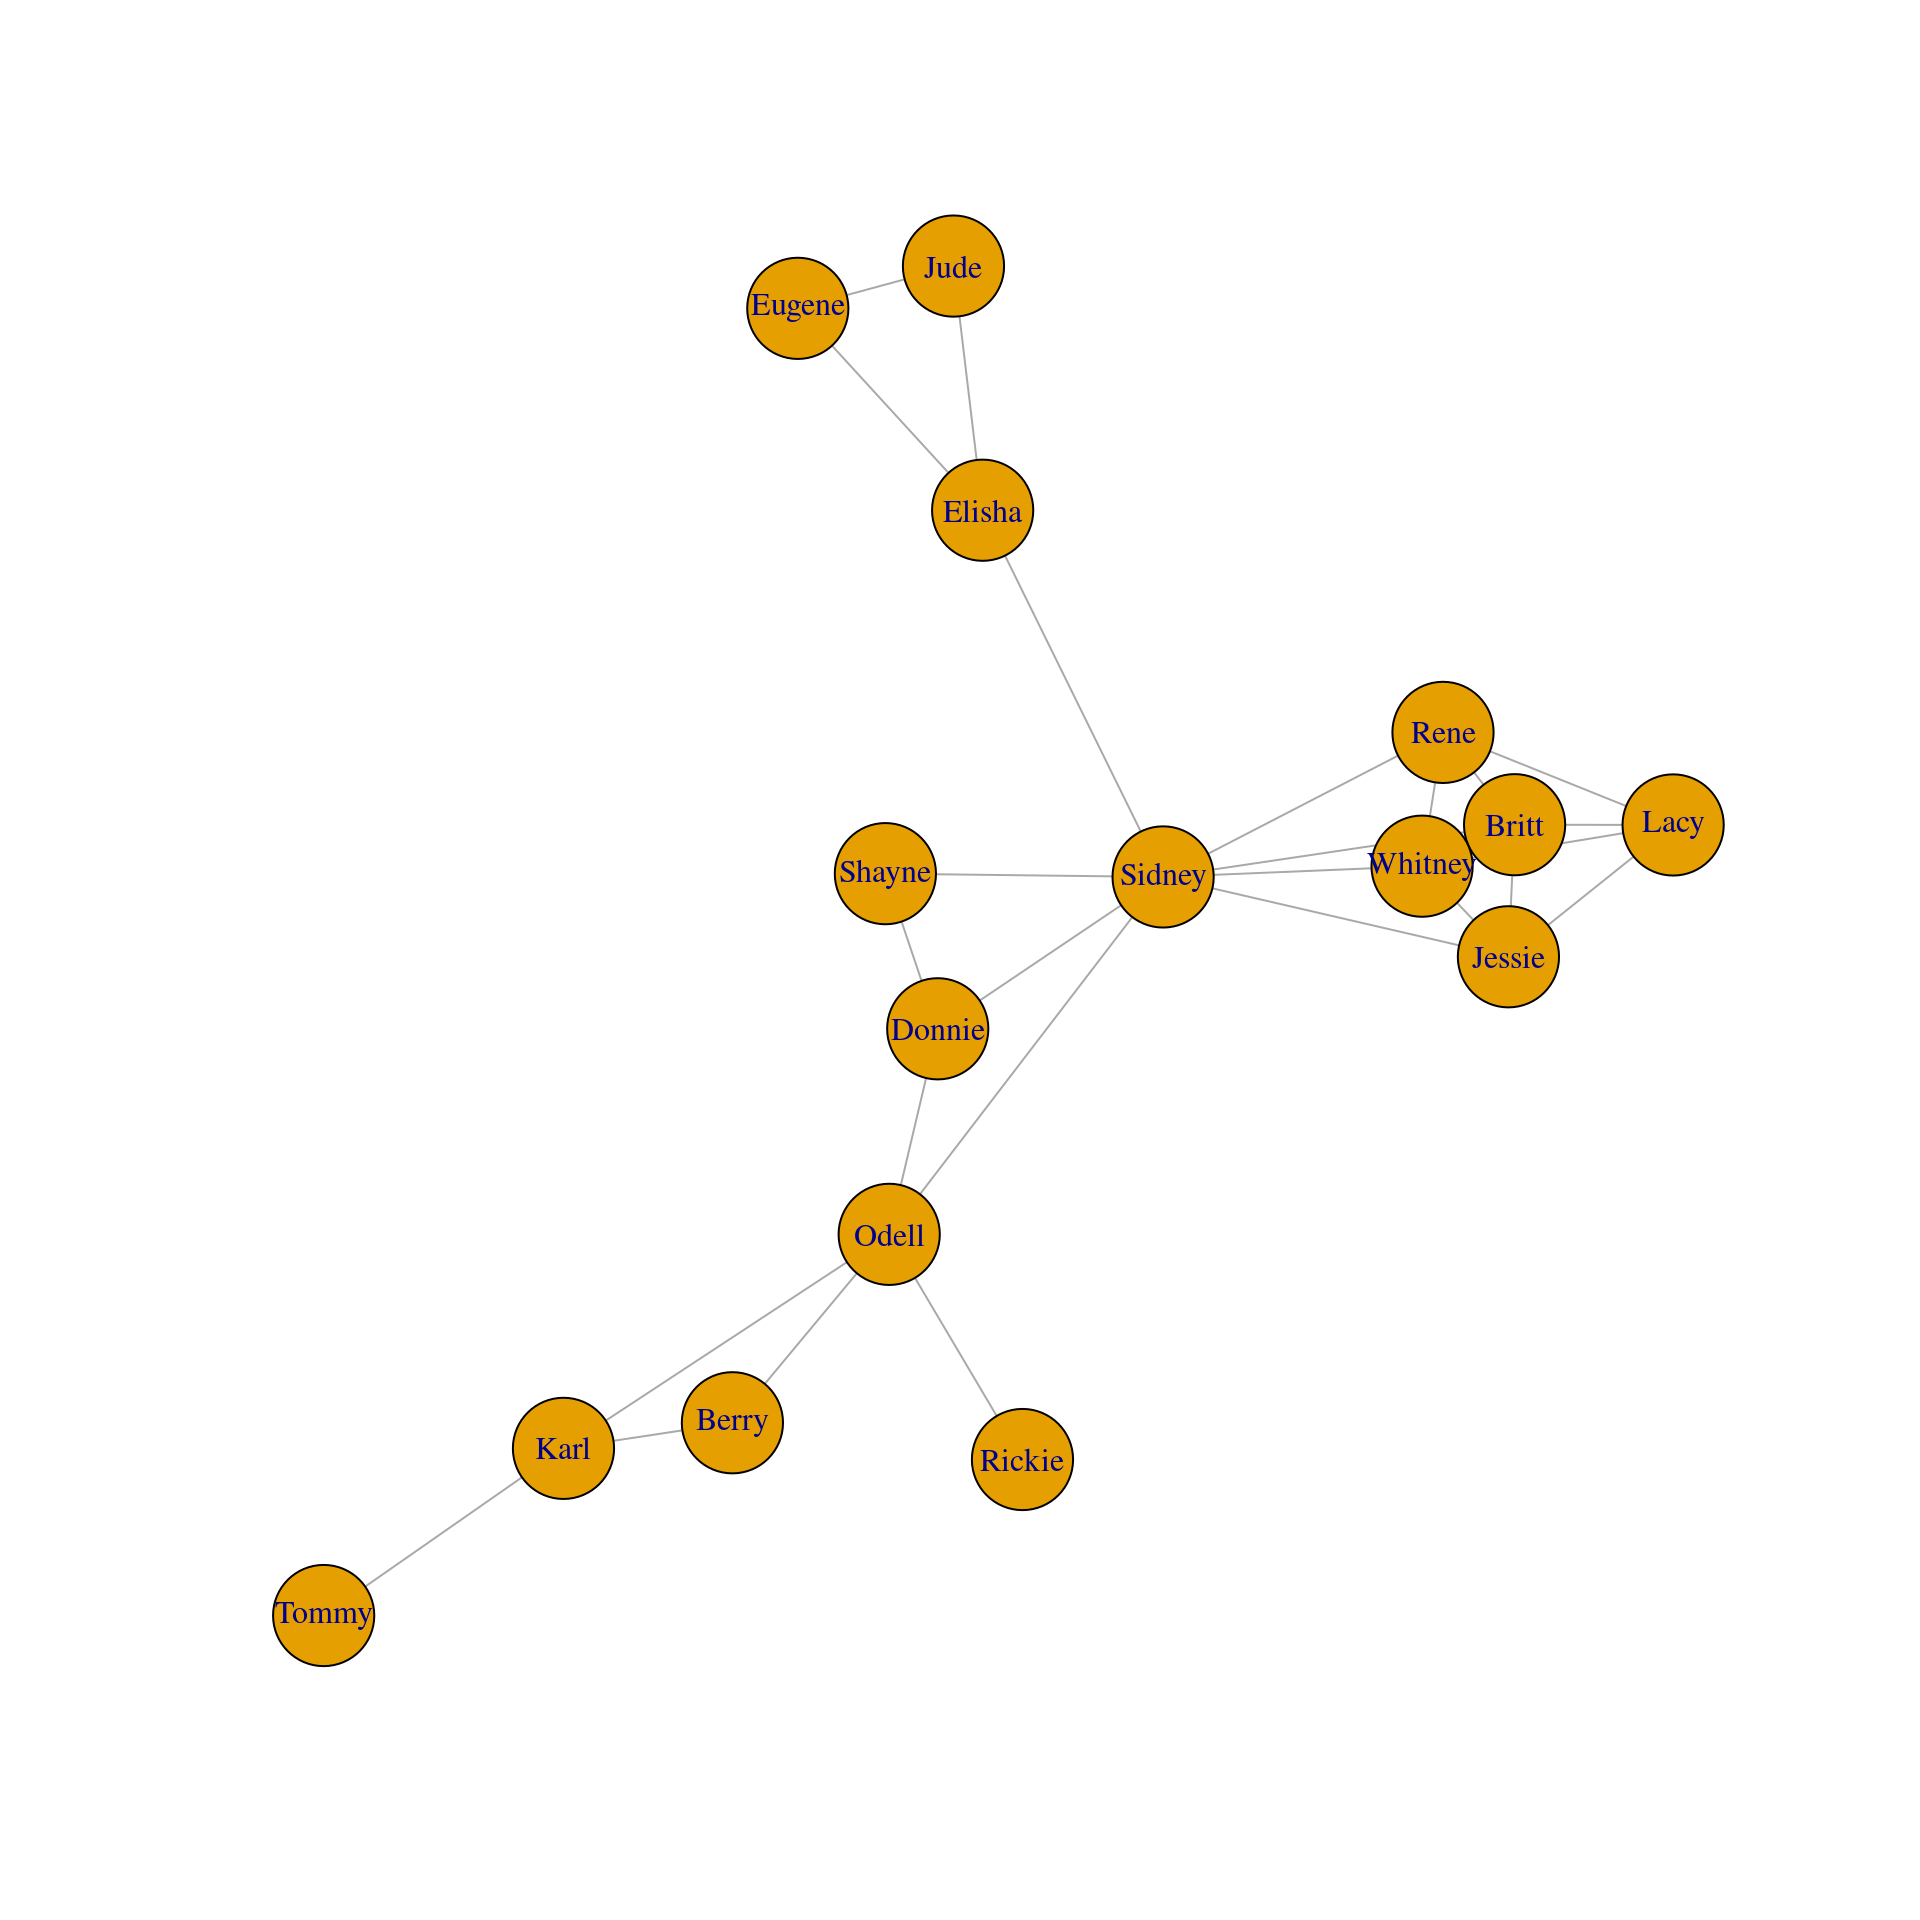 Jude
Eugene
Elisha
Rene
Lacy
Britt
Whitney
Shayne
Sidney
Jessie
Donnie
Odell
Berry
Karl
Rickie
Tommy